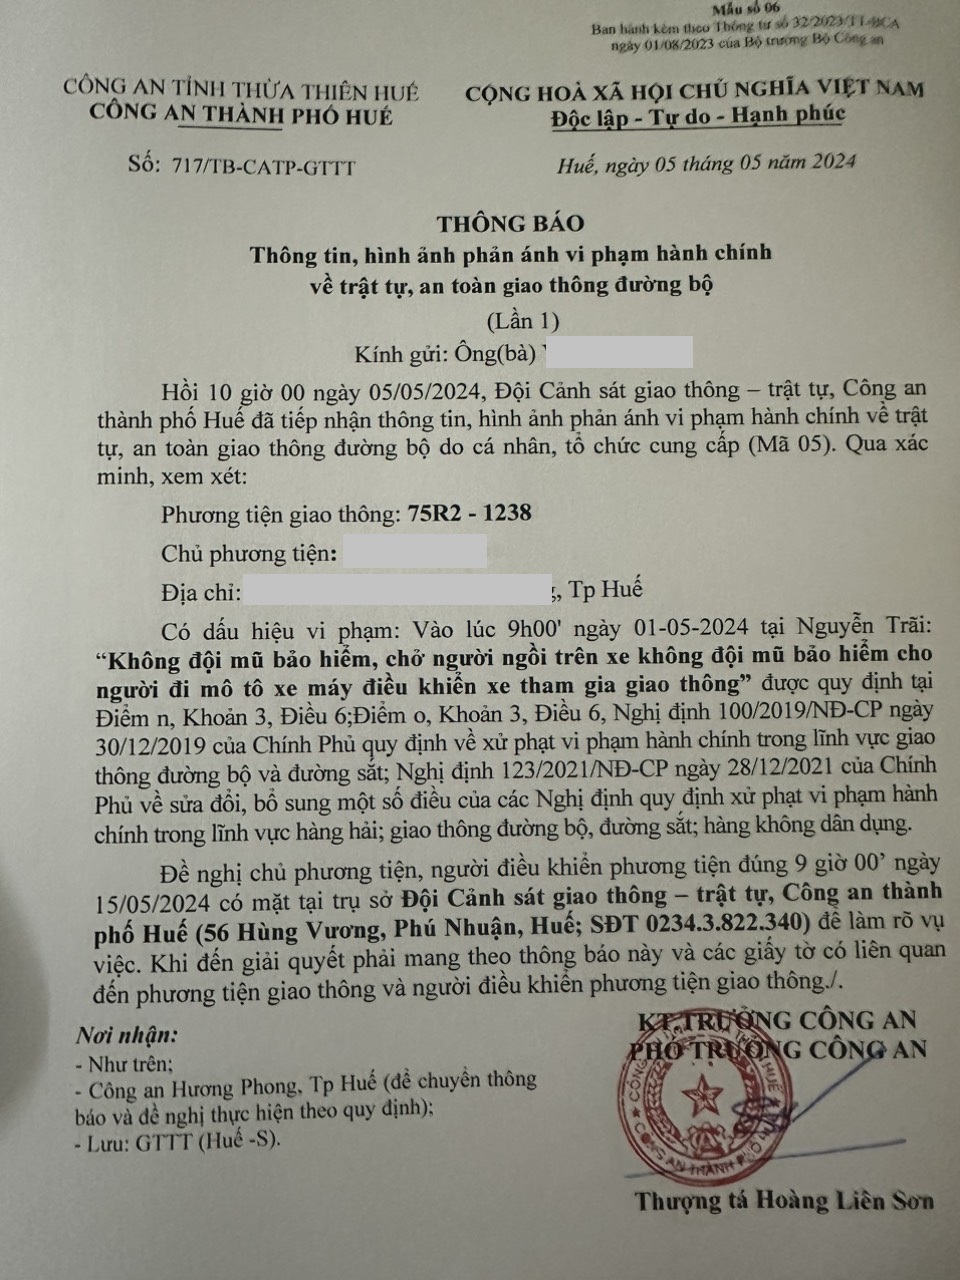 Mẫu số 06
Ban hành kèm theo Thông tư số 32/2023/TT-BCA
ngày 01/08/2023 của Bộ trưởng Bộ Công an
CÔNG AN TỈNH THỪA THIÊN HUẾ
CÔNG AN THÀNH PHỐ HUẾ
CỘNG HOÀ XÃ HỘI CHỦ NGHĨA VIỆT NAM
Độc lập - Tự do - Hạnh phúc
Số: 717/TB-CATP-GTTT
Huế, ngày 05 tháng 05 năm 2024
THÔNG BÁO
Thông tin, hình ảnh phản ánh vi phạm hành chính
về trật tự, an toàn giao thông đường bộ
(Lần 1)
Kính gửi: Ông(bà)
Hồi 10 giờ 00 ngày 05/05/2024, Đội Cảnh sát giao thông – trật tự, Công an
thành phố Huế đã tiếp nhận thông tin, hình ảnh phản ánh vi phạm hành chính về trật
tự, an toàn giao thông đường bộ do cá nhân, tổ chức cung cấp (Mã 05). Qua xác
minh, xem xét:
Phương tiện giao thông: 75R2 - 1238
Chủ phương tiện:
Địa chỉ: , Tp Huế
Có dấu hiệu vi phạm: Vào lúc 9h00' ngày 01-05-2024 tại Nguyễn Trãi:
“Không đội mũ bảo hiểm, chở người ngồi trên xe không đội mũ bảo hiểm cho
người đi mô tô xe máy điều khiển xe tham gia giao thông” được quy định tại
Điểm n, Khoản 3, Điều 6;Điểm o, Khoản 3, Điều 6, Nghị định 100/2019/NĐ-CP ngày
30/12/2019 của Chính Phủ quy định về xử phạt vi phạm hành chính trong lĩnh vực giao
thông đường bộ và đường sắt; Nghị định 123/2021/NĐ-CP ngày 28/12/2021 của Chính
Phủ về sửa đổi, bổ sung một số điều của các Nghị định quy định xử phạt vi phạm hành
chính trong lĩnh vực hàng hải; giao thông đường bộ, đường sắt; hàng không dân dụng.
Đề nghị chủ phương tiện, người điều khiển phương tiện đúng 9 giờ 00’ ngày
15/05/2024 có mặt tại trụ sở Đội Cảnh sát giao thông – trật tự, Công an thành
phố Huế (56 Hùng Vương, Phú Nhuận, Huế; SĐT 0234.3.822.340) để làm rõ vụ
việc. Khi đến giải quyết phải mang theo thông báo này và các giấy tờ có liên quan
đến phương tiện giao thông và người điều khiển phương tiện giao thông./.
Nơi nhận:
- Như trên;
- Công an Hương Phong, Tp Huế (để chuyển thông
báo và đề nghị thực hiện theo quy định);
- Lưu: GTTT (Huế -S).
KT.TRƯỞNG CÔNG AN
PHÓ TRƯỞNG CÔNG AN
CÔNG AN THÀNH PHỐ HUẾ
Thượng tá Hoàng Liên Sơn